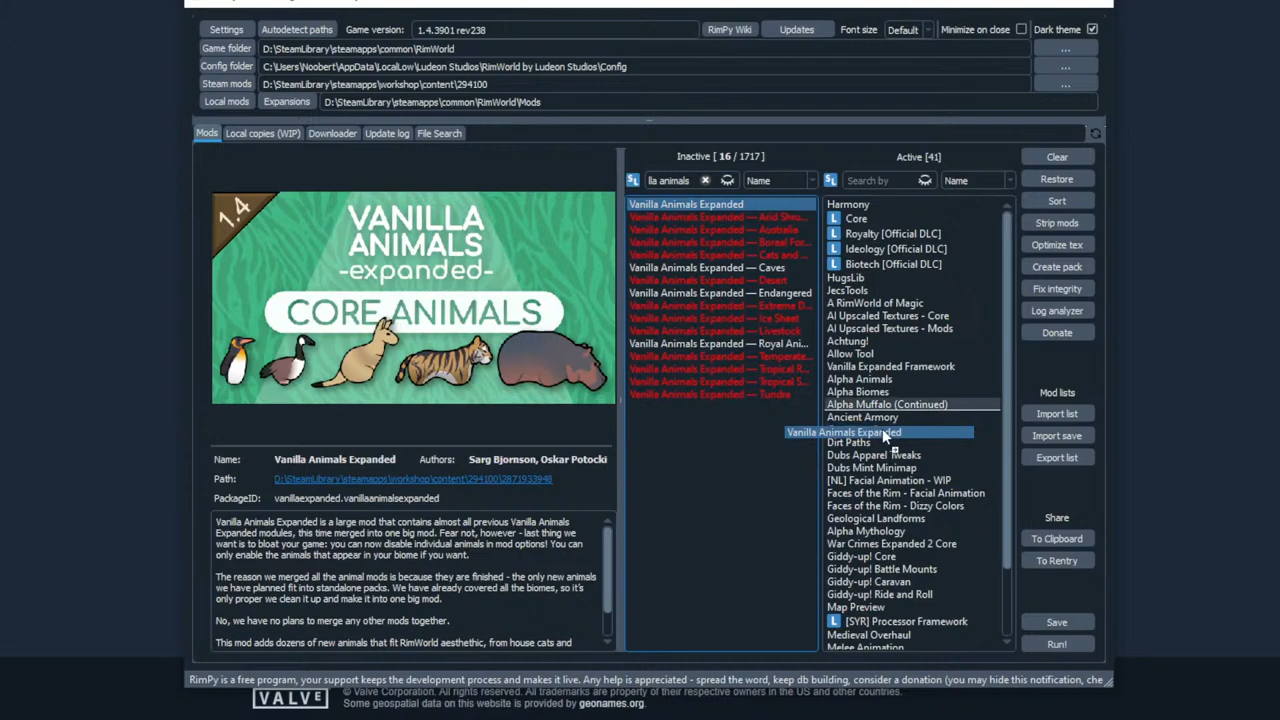 Settings
Autodetect paths
Game version:
1.4.3901 rev238
RimPy Wiki
Updates
Font size
Default
Minimize on close
Dark theme
Game folder
D:\SteamLibrary\steamapps\common\RimWorld
...
Config folder
C:\Users\Noobert\AppData\LocalLow\Ludeon Studios\RimWorld by Ludeon Studios\Config
...
Steam mods
D:\SteamLibrary\steamapps\workshop\content\294100
...
Local mods
Expansions
D:\SteamLibrary\steamapps\common\RimWorld\Mods
Mods
Local copies (WIP)
Downloader
Update log
File Search
1.4
VANILLA
ANIMALS
-expanded-
CORE ANIMALS
Name:
Vanilla Animals Expanded
Authors:
Sarg Bjornson, Oskar Potocki
Path:
D:\SteamLibrary\steamapps\workshop\content\294100\2871933948
PackageID:
vanillaexpanded.vanillaanimalsexpanded
Vanilla Animals Expanded is a large mod that contains almost all previous Vanilla Animals
Expanded modules, this time merged into one big mod. Fear not, however - last thing we
want is to bloat your game: you can now disable individual animals in mod options! You can
only enable the animals that appear in your biome if you want.
The reason we merged all the animal mods is because they are finished - the only new animals
we have planned fit into standalone packs. We have already covered all the biomes, so it's
only proper we clean it up and make it into one big mod.
No, we have no plans to merge any other mods together.
This mod adds dozens of new animals that fit RimWorld aesthethic, from house cats and
Inactive [ 16 / 1717 ]
SL
lla animals
Name
Vanilla Animals Expanded
Vanilla Animals Expanded — Arid Shru...
Vanilla Animals Expanded — Australia
Vanilla Animals Expanded — Boreal For...
Vanilla Animals Expanded — Cats and ...
Vanilla Animals Expanded — Caves
Vanilla Animals Expanded — Desert
Vanilla Animals Expanded — Endangered
Vanilla Animals Expanded — Extreme D...
Vanilla Animals Expanded — Ice Sheet
Vanilla Animals Expanded — Livestock
Vanilla Animals Expanded — Royal Ani...
Vanilla Animals Expanded — Temperate...
Vanilla Animals Expanded — Tropical R...
Vanilla Animals Expanded — Tropical S...
Vanilla Animals Expanded — Tundra
Active [41]
SL
Search by
Name
Harmony
L Core
L Royalty [Official DLC]
L Ideology [Official DLC]
L Biotech [Official DLC]
HugsLib
JecsTools
A RimWorld of Magic
AI Upscaled Textures - Core
AI Upscaled Textures - Mods
Achtung!
Allow Tool
Vanilla Expanded Framework
Alpha Animals
Alpha Biomes
Alpha Muffalo (Continued)
Ancient Armory
Vanilla Animals Expanded
Dirt Paths
Dubs Apparel Tweaks
Dubs Mint Minimap
[NL] Facial Animation - WIP
Faces of the Rim - Facial Animation
Faces of the Rim - Dizzy Colors
Geological Landforms
Alpha Mythology
War Crimes Expanded 2 Core
Giddy-up! Core
Giddy-up! Battle Mounts
Giddy-up! Caravan
Giddy-up! Ride and Roll
Map Preview
L [SYR] Processor Framework
Medieval Overhaul
Melee Animation
Clear
Restore
Sort
Strip mods
Optimize tex
Create pack
Fix integrity
Log analyzer
Donate
Mod lists
Import list
Import save
Export list
Share
To Clipboard
To Rentry
Save
Run!
RimPy is a free program, your support keeps the development process and makes it live. Any help is appreciated - spread the word, keep db building, consider a donation (you may hide this notification, che
VALVE
© Valve Corporation. All rights reserved. All trademarks are property of their respective owners in the US and other countries.
Some geospatial data on this website is provided by geonames.org.